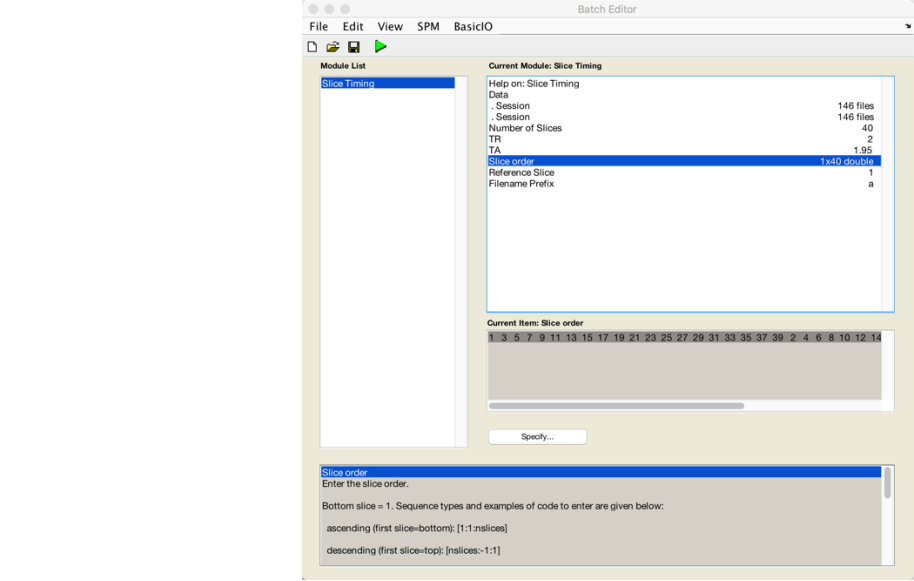 Batch Editor
File Edit View SPM BasicIO
Module List
Slice Timing
Current Module: Slice Timing
Help on: Slice Timing
Data
. Session 146 files
. Session 146 files
Number of Slices 40
TR 2
TA 1.95
Slice order 1x40 double
Reference Slice 1
Filename Prefix a
Current Item: Slice order
1 3 5 7 9 11 13 15 17 19 21 23 25 27 29 31 33 35 37 39 2 4 6 8 10 12 14
Specify...
Slice order
Enter the slice order.
Bottom slice = 1. Sequence types and examples of code to enter are given below:
ascending (first slice=bottom): [1:1:nslices]
descending (first slice=top): [nslices:-1:1]